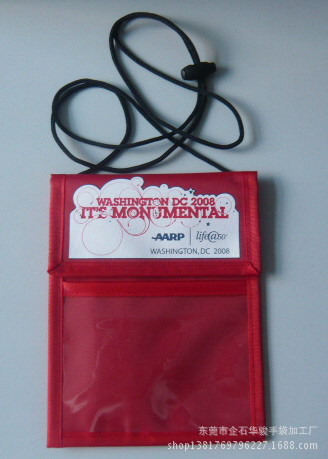 WASHINGTON DC 2008
IT'S MONUMENTAL
AARP life@50+
WASHINGTON, DC 2008
东莞市企石华骏手袋加工厂
shop1381769796227.1688.com